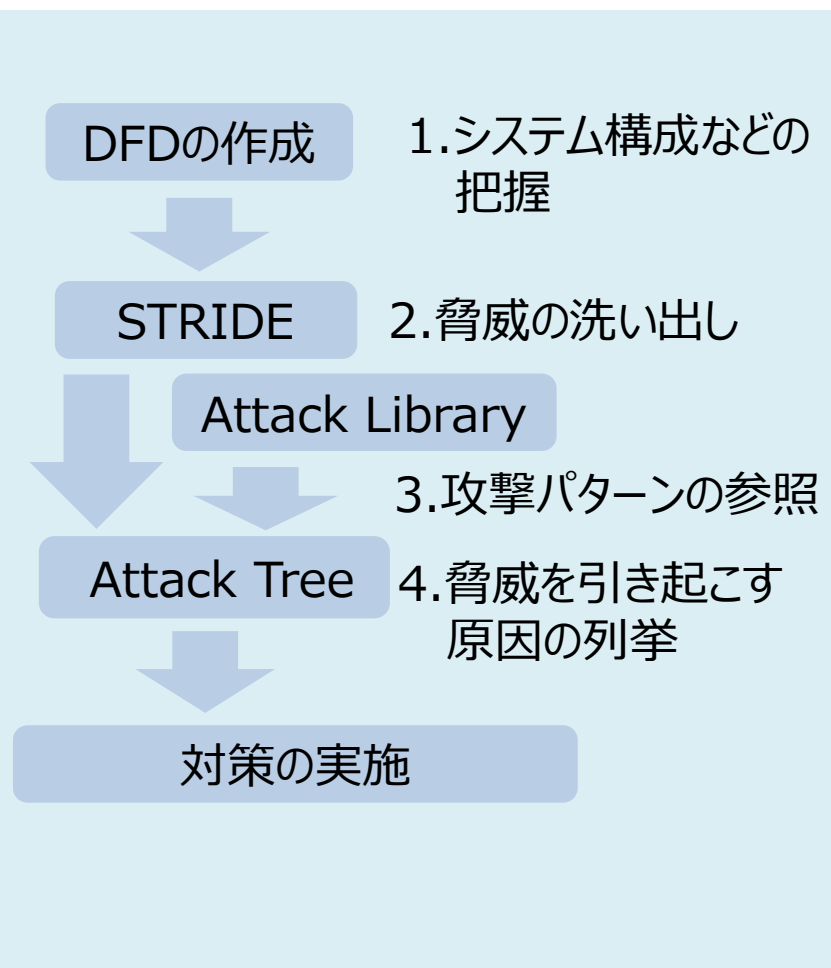 DFDの作成
1.システム構成などの
把握
STRIDE
2.脅威の洗い出し
Attack Library
3.攻撃パターンの参照
Attack Tree
4.脅威を引き起こす
原因の列挙
対策の実施